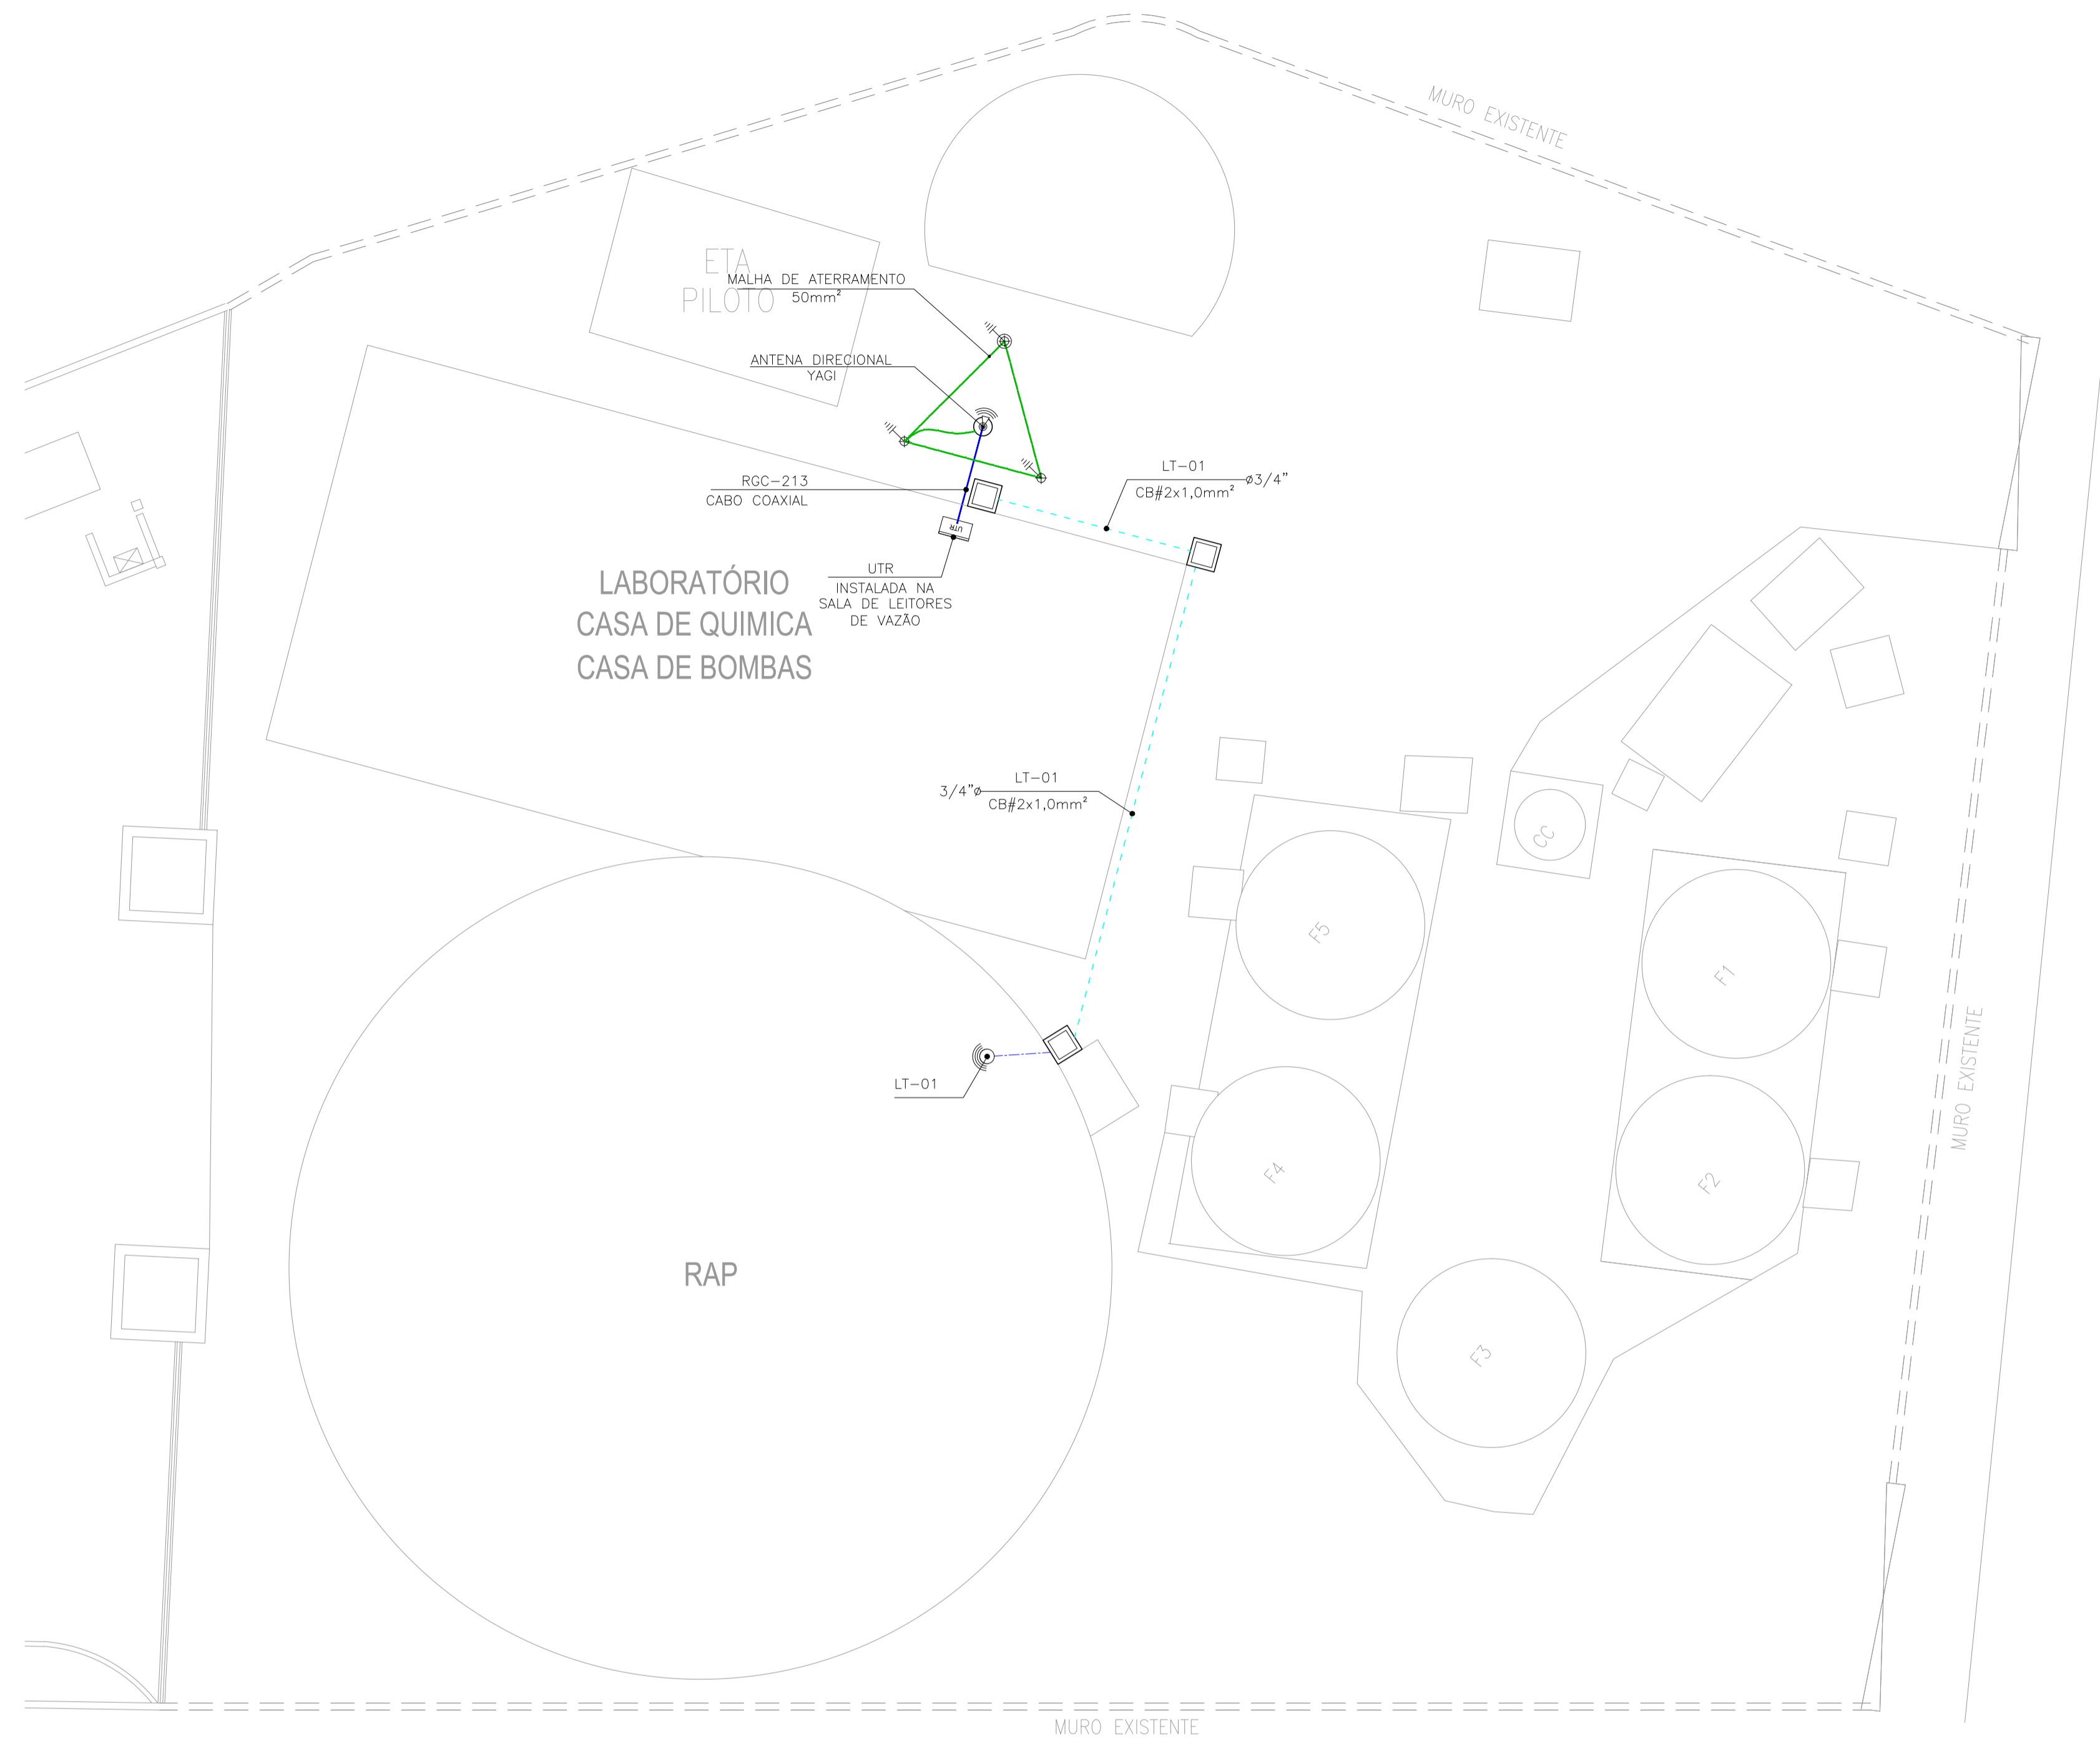 MURO EXISTENTE
ETA
PILOTO
MALHA DE ATERRAMENTO
50mm²
ANTENA DIRECIONAL
YAGI
RGC-213
CABO COAXIAL
LT-01
ø3/4"
CB#2x1,0mm²
UTR
UTR
INSTALADA NA
SALA DE LEITORES
DE VAZÃO
LABORATÓRIO
CASA DE QUIMICA
CASA DE BOMBAS
LT-01
3/4"ø
CB#2x1,0mm²
CC
F5
F1
LT-01
MURO EXISTENTE
F4
F2
RAP
F3
MURO EXISTENTE